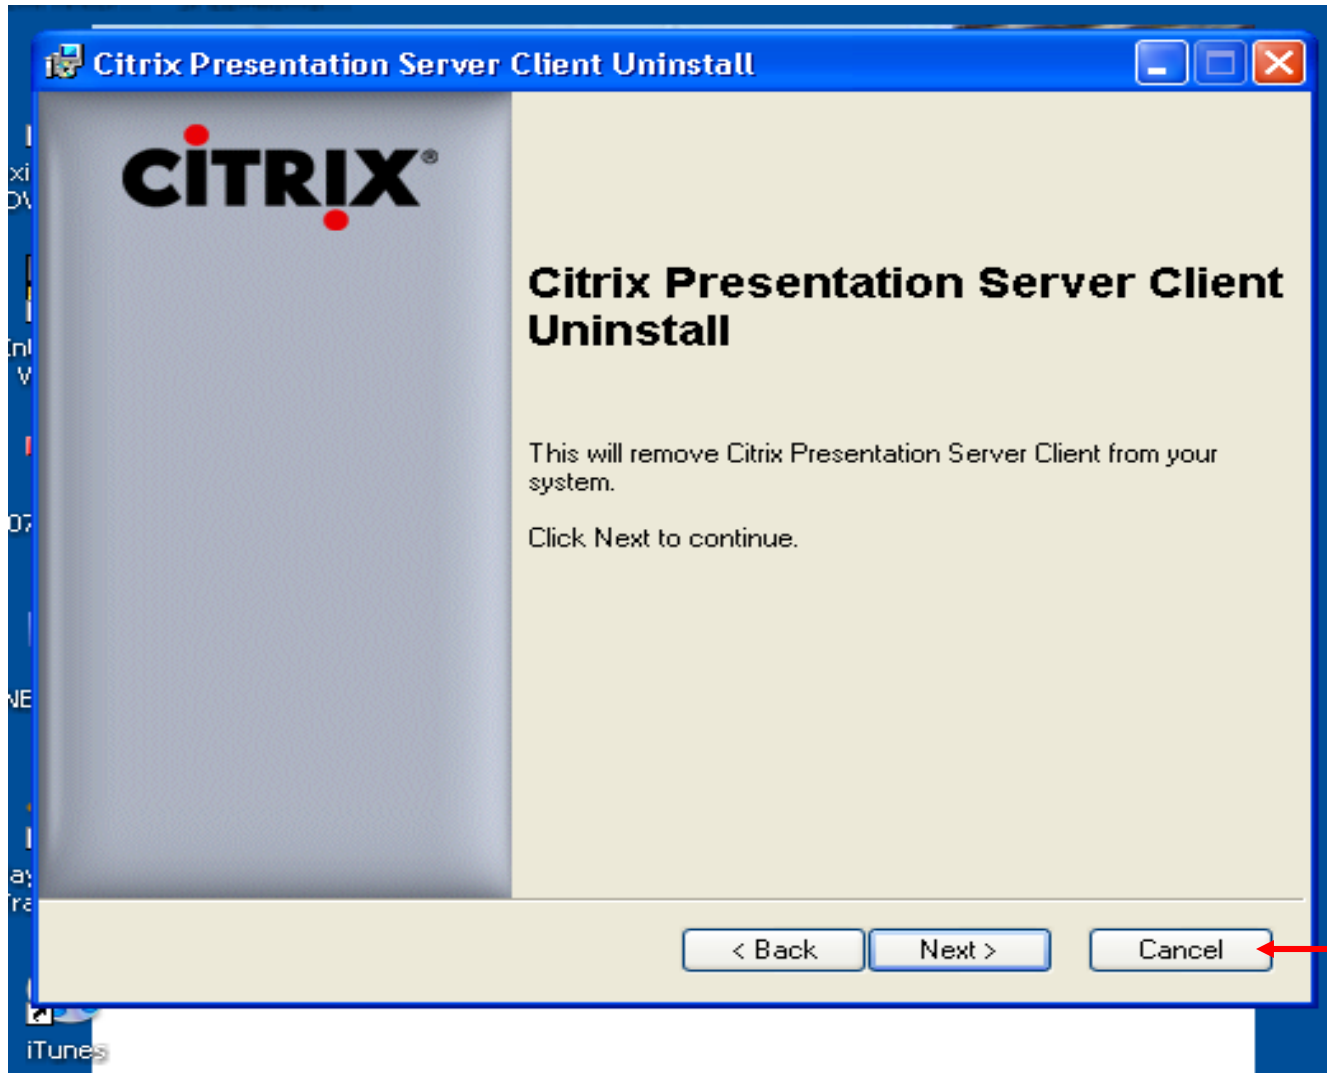 Citrix Presentation Server Client Uninstall
CiTRIX®
Citrix Presentation Server Client
Uninstall
This will remove Citrix Presentation Server Client from your
system.
Click Next to continue.
< Back
Next >
Cancel
iTunes